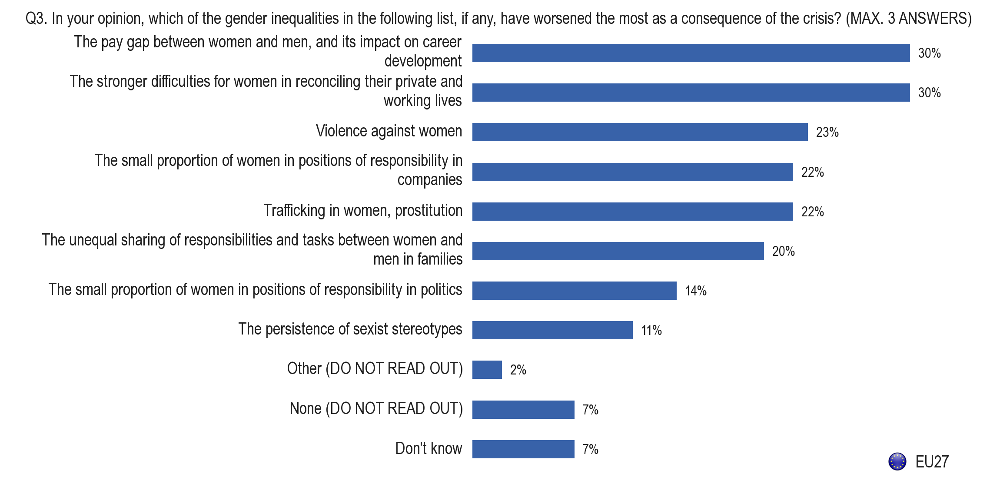 Q3. In your opinion, which of the gender inequalities in the following list, if any, have worsened the most as a consequence of the crisis? (MAX. 3 ANSWERS)
The pay gap between women and men, and its impact on career
development
30%
The stronger difficulties for women in reconciling their private and
working lives
30%
Violence against women
23%
The small proportion of women in positions of responsibility in
companies
22%
Trafficking in women, prostitution
22%
The unequal sharing of responsibilities and tasks between women and
men in families
20%
The small proportion of women in positions of responsibility in politics
14%
The persistence of sexist stereotypes
11%
Other (DO NOT READ OUT)
2%
None (DO NOT READ OUT)
7%
Don't know
7%
EU27